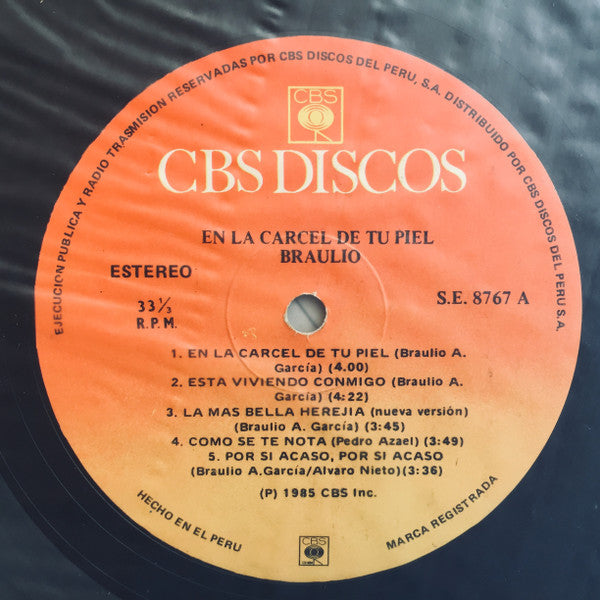 EJECUCION PUBLICA Y RADIO TRASMISION RESERVADAS POR CBS DISCOS DEL PERU, S.A. DISTRIBUIDO POR CBS DISCOS DEL PERU S.A.
CBS
CBS DISCOS
EN LA CARCEL DE TU PIEL
BRAULIO
ESTEREO
33 1/3
R.P.M.
S.E. 8767 A
1. EN LA CARCEL DE TU PIEL (Braulio A.
García) (4.00)
2. ESTA VIVIENDO CONMIGO (Braulio A.
García) (4:22)
3. LA MAS BELLA HEREJIA (nueva versión)
(Braulio A. García) (3:45)
4. COMO SE TE NOTA (Pedro Azael) (3:49)
5. POR SI ACASO, POR SI ACASO
(Braulio A.García/Alvaro Nieto)(3:36)
(P) 1985 CBS Inc.
HECHO EN EL PERU
CBS
MARCA REGISTRADA